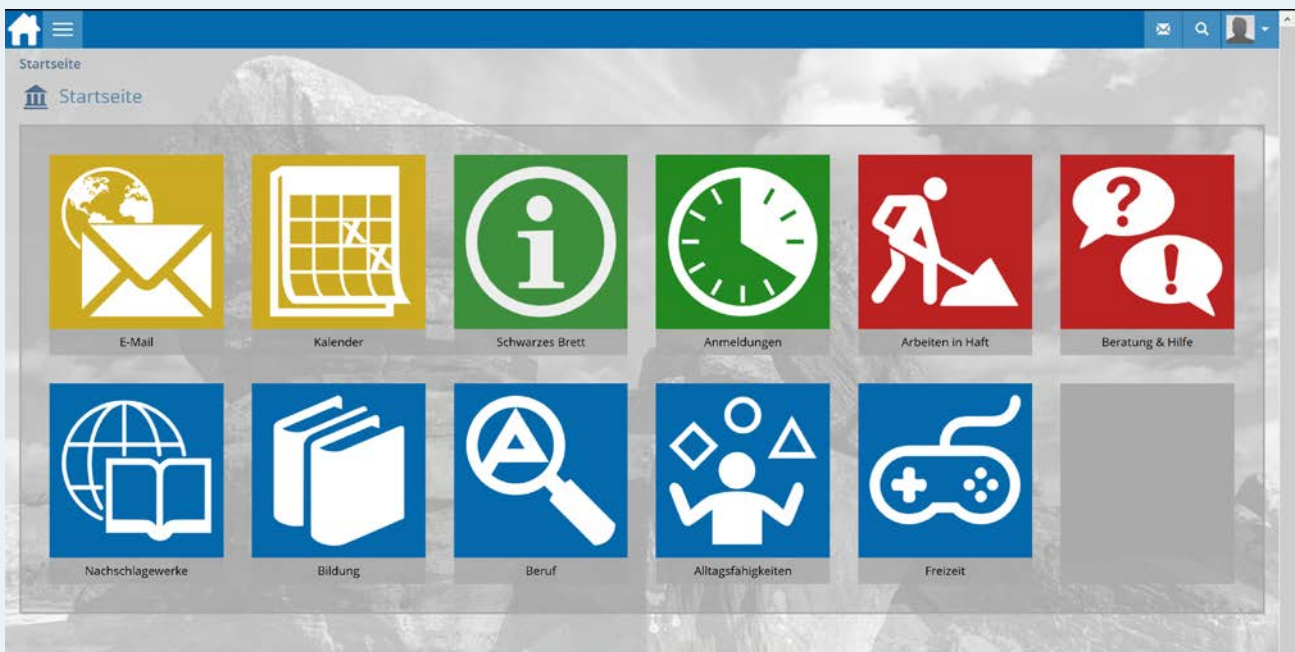 Startseite
Startseite
E-Mail
Kalender
Schwarzes Brett
Anmeldungen
Arbeiten in Haft
Beratung & Hilfe
Nachschlagewerke
Bildung
Beruf
Alltagsfähigkeiten
Freizeit